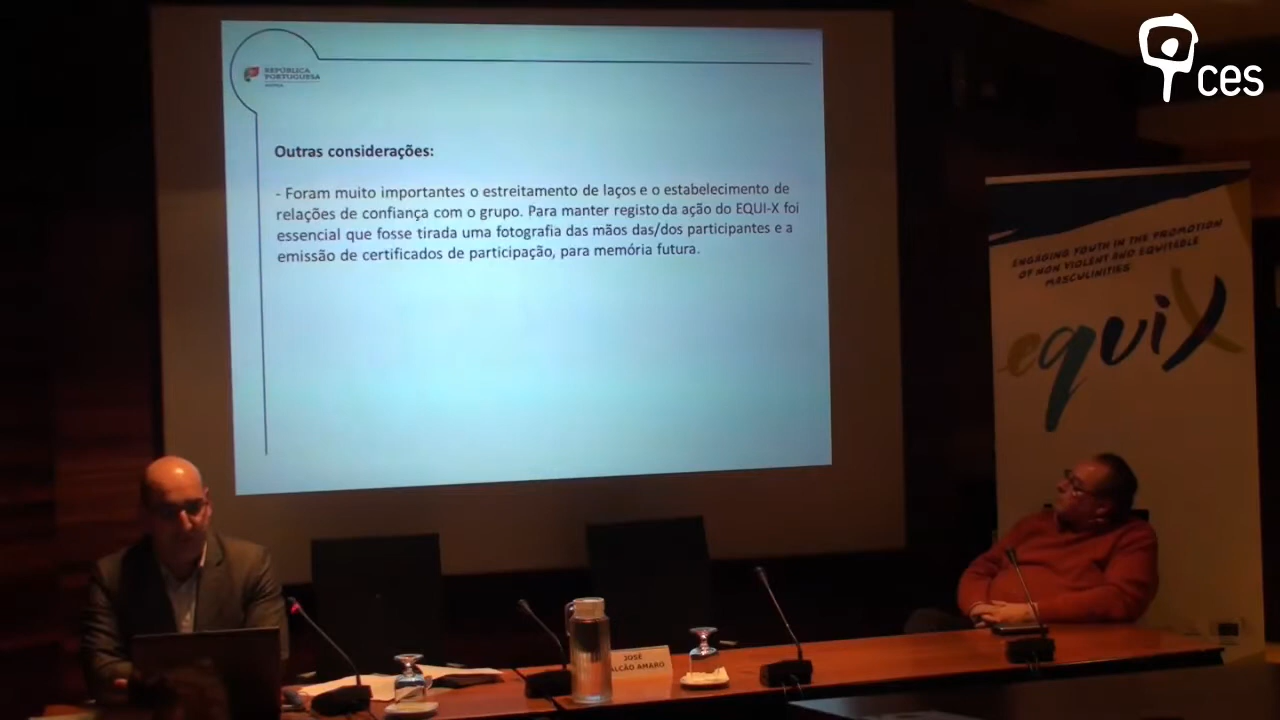 ces
REPÚBLICA
PORTUGUESA
Outras considerações:
- Foram muito importantes o estreitamento de laços e o estabelecimento de
relações de confiança com o grupo. Para manter registo da ação do EQUI-X foi
essencial que fosse tirada uma fotografia das mãos das/dos participantes e a
emissão de certificados de participação, para memória futura.
ENGAGING YOUTH IN THE PROMOTION
OF NON VIOLENT AND EQUITABLE
MASCULINITIES
equiX
JOSÉ
ALCÃO AMARO